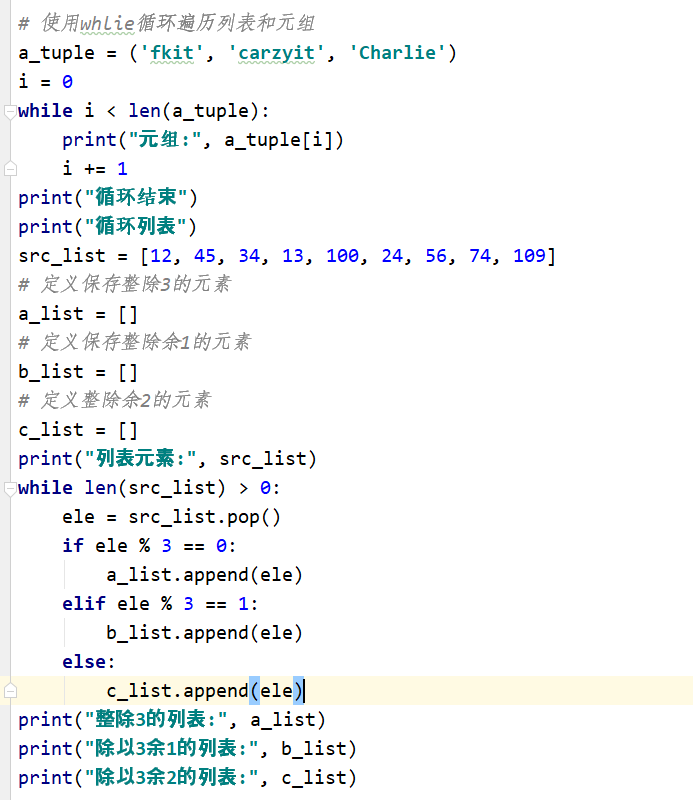 # 使用whlie循环遍历列表和元组
a_tuple = ('fkit', 'carzyit', 'Charlie')
i = 0
while i < len(a_tuple):
    print("元组:", a_tuple[i])
    i += 1
print("循环结束")
print("循环列表")
src_list = [12, 45, 34, 13, 100, 24, 56, 74, 109]
# 定义保存整除3的元素
a_list = []
# 定义保存整除余1的元素
b_list = []
# 定义整除余2的元素
c_list = []
print("列表元素:", src_list)
while len(src_list) > 0:
    ele = src_list.pop()
    if ele % 3 == 0:
        a_list.append(ele)
    elif ele % 3 == 1:
        b_list.append(ele)
    else:
        c_list.append(ele)
print("整除3的列表:", a_list)
print("除以3余1的列表:", b_list)
print("除以3余2的列表:", c_list)